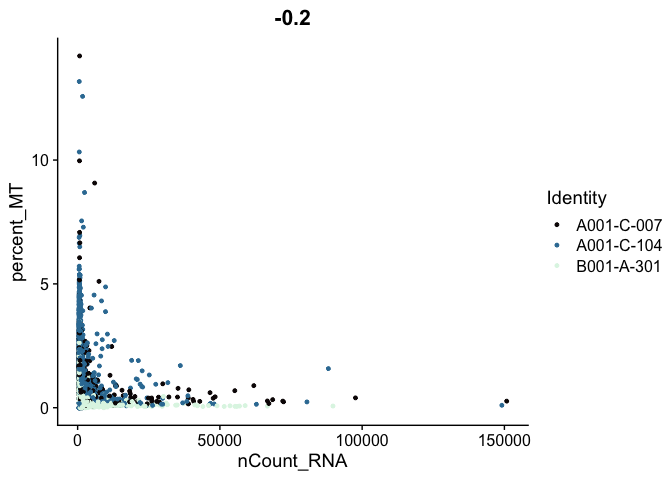 -0.2
percent_MT
10
5
0
0
50000
100000
150000
nCount_RNA
Identity
A001-C-007
A001-C-104
B001-A-301